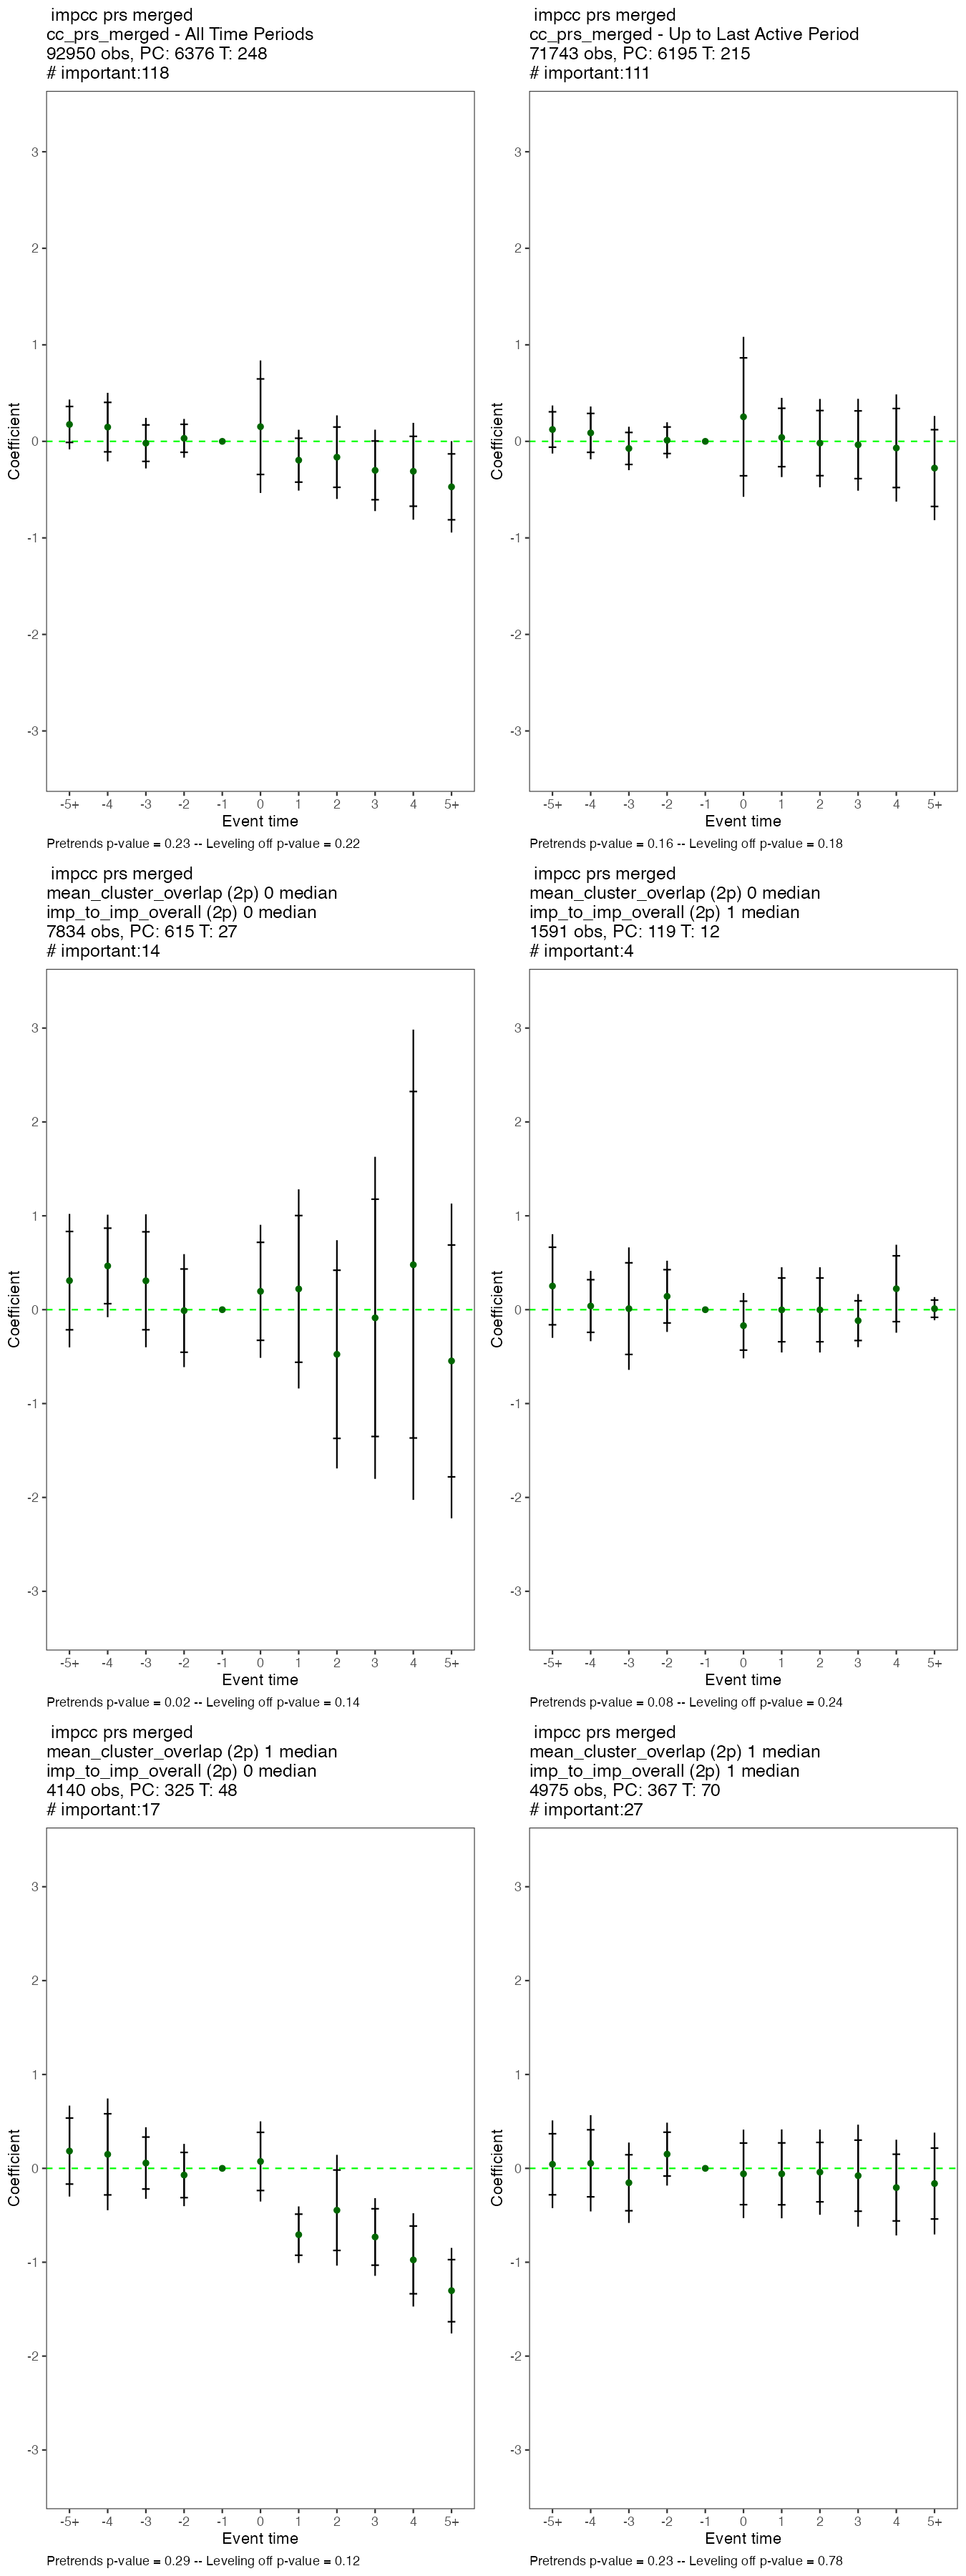 impcc prs merged
cc_prs_merged - All Time Periods
92950 obs, PC: 6376 T: 248
# important:118
3
2
1
0
-1
-2
-3
Coefficient
-5+ -4 -3 -2 -1 0 1 2 3 4 5+
Event time
Pretrends p-value = 0.23 -- Leveling off p-value = 0.22
impcc prs merged
cc_prs_merged - Up to Last Active Period
71743 obs, PC: 6195 T: 215
# important:111
3
2
1
0
-1
-2
-3
Coefficient
-5+ -4 -3 -2 -1 0 1 2 3 4 5+
Event time
Pretrends p-value = 0.16 -- Leveling off p-value = 0.18
impcc prs merged
mean_cluster_overlap (2p) 0 median
imp_to_imp_overall (2p) 0 median
7834 obs, PC: 615 T: 27
# important:14
3
2
1
0
-1
-2
-3
Coefficient
-5+ -4 -3 -2 -1 0 1 2 3 4 5+
Event time
Pretrends p-value = 0.02 -- Leveling off p-value = 0.14
impcc prs merged
mean_cluster_overlap (2p) 0 median
imp_to_imp_overall (2p) 1 median
1591 obs, PC: 119 T: 12
# important:4
3
2
1
0
-1
-2
-3
Coefficient
-5+ -4 -3 -2 -1 0 1 2 3 4 5+
Event time
Pretrends p-value = 0.08 -- Leveling off p-value = 0.24
impcc prs merged
mean_cluster_overlap (2p) 1 median
imp_to_imp_overall (2p) 0 median
4140 obs, PC: 325 T: 48
# important:17
3
2
1
0
-1
-2
-3
Coefficient
-5+ -4 -3 -2 -1 0 1 2 3 4 5+
Event time
Pretrends p-value = 0.29 -- Leveling off p-value = 0.12
impcc prs merged
mean_cluster_overlap (2p) 1 median
imp_to_imp_overall (2p) 1 median
4975 obs, PC: 367 T: 70
# important:27
3
2
1
0
-1
-2
-3
Coefficient
-5+ -4 -3 -2 -1 0 1 2 3 4 5+
Event time
Pretrends p-value = 0.23 -- Leveling off p-value = 0.78